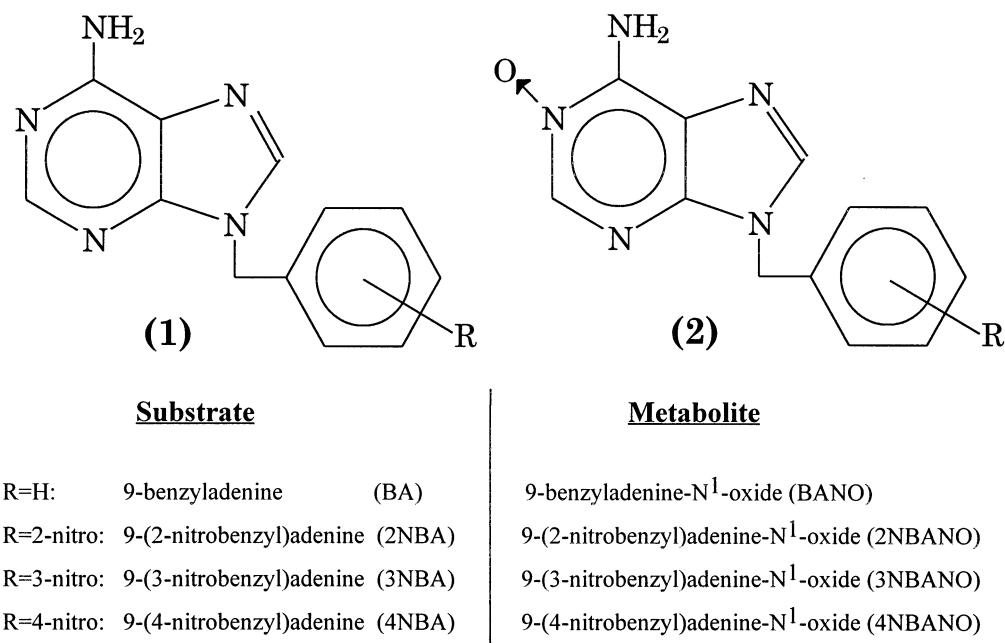 NH₂ NH₂
O
N N N N
N N N N
R R
(1) (2)
Substrate Metabolite
R=H: 9-benzyladenine (BA) 9-benzyladenine-N¹-oxide (BANO)
R=2-nitro: 9-(2-nitrobenzyl)adenine (2NBA) 9-(2-nitrobenzyl)adenine-N¹-oxide (2NBANO)
R=3-nitro: 9-(3-nitrobenzyl)adenine (3NBA) 9-(3-nitrobenzyl)adenine-N¹-oxide (3NBANO)
R=4-nitro: 9-(4-nitrobenzyl)adenine (4NBA) 9-(4-nitrobenzyl)adenine-N¹-oxide (4NBANO)